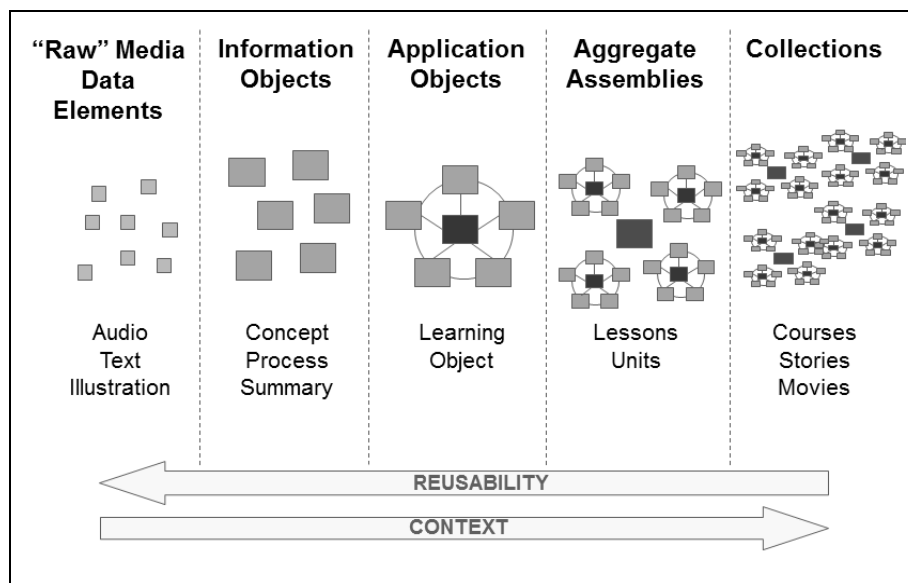 “Raw” Media
Data
Elements
Information
Objects
Application
Objects
Aggregate
Assemblies
Collections
Audio
Text
Illustration
Concept
Process
Summary
Learning
Object
Lessons
Units
Courses
Stories
Movies
REUSABILITY
CONTEXT